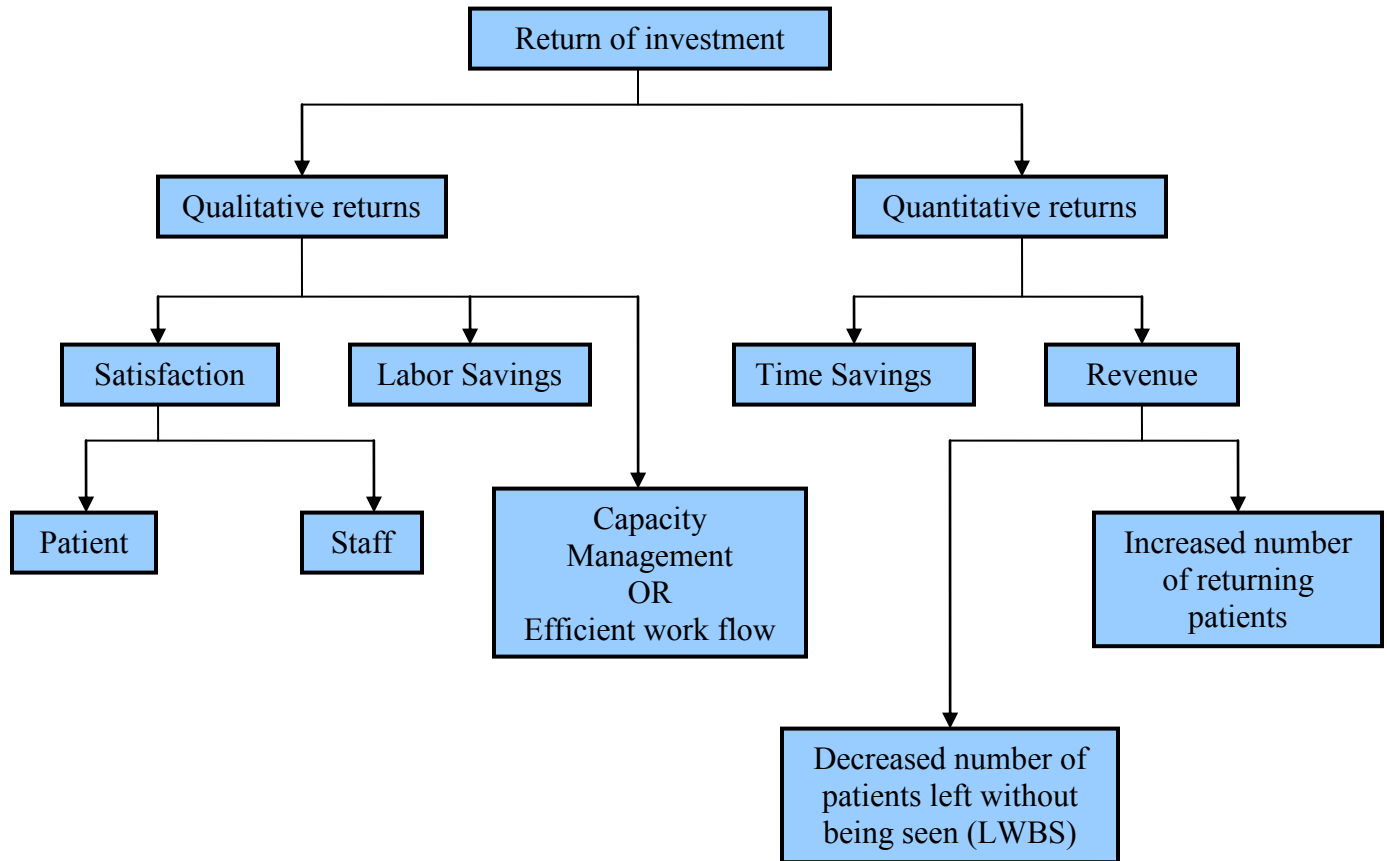 Return of investment
Qualitative returns
Quantitative returns
Satisfaction
Labor Savings
Time Savings
Revenue
Patient
Staff
Capacity
Management
OR
Efficient work flow
Increased number
of returning
patients
Decreased number of
patients left without
being seen (LWBS)